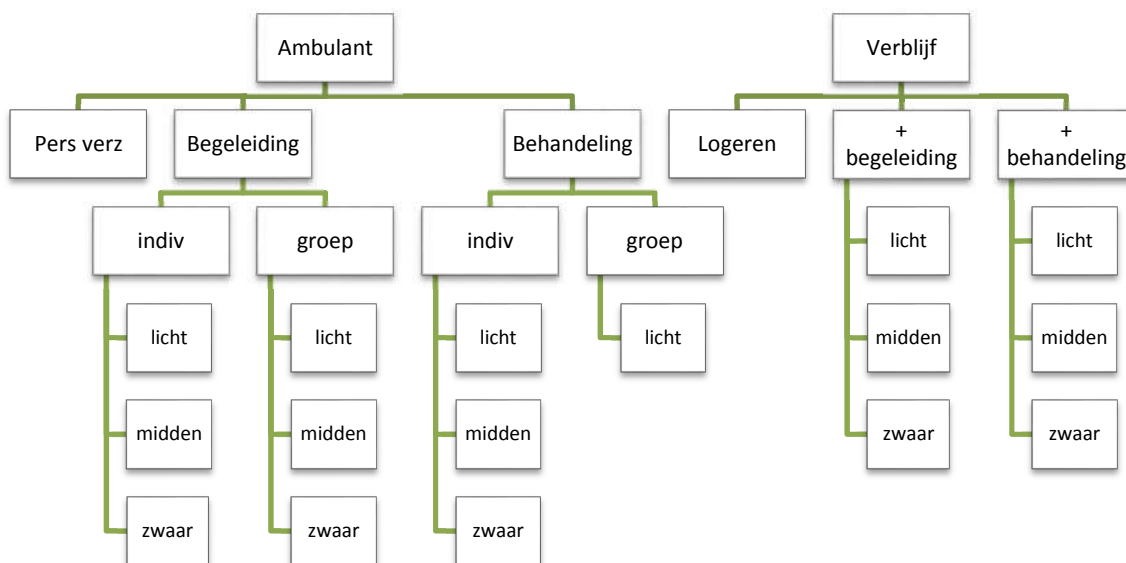 Ambulant
Verblijf
Pers verz
Begeleiding
Behandeling
Logeren
+
begeleiding
+
behandeling
indiv
groep
indiv
groep
licht
licht
licht
licht
licht
licht
midden
midden
midden
midden
midden
zwaar
zwaar
zwaar
zwaar
zwaar